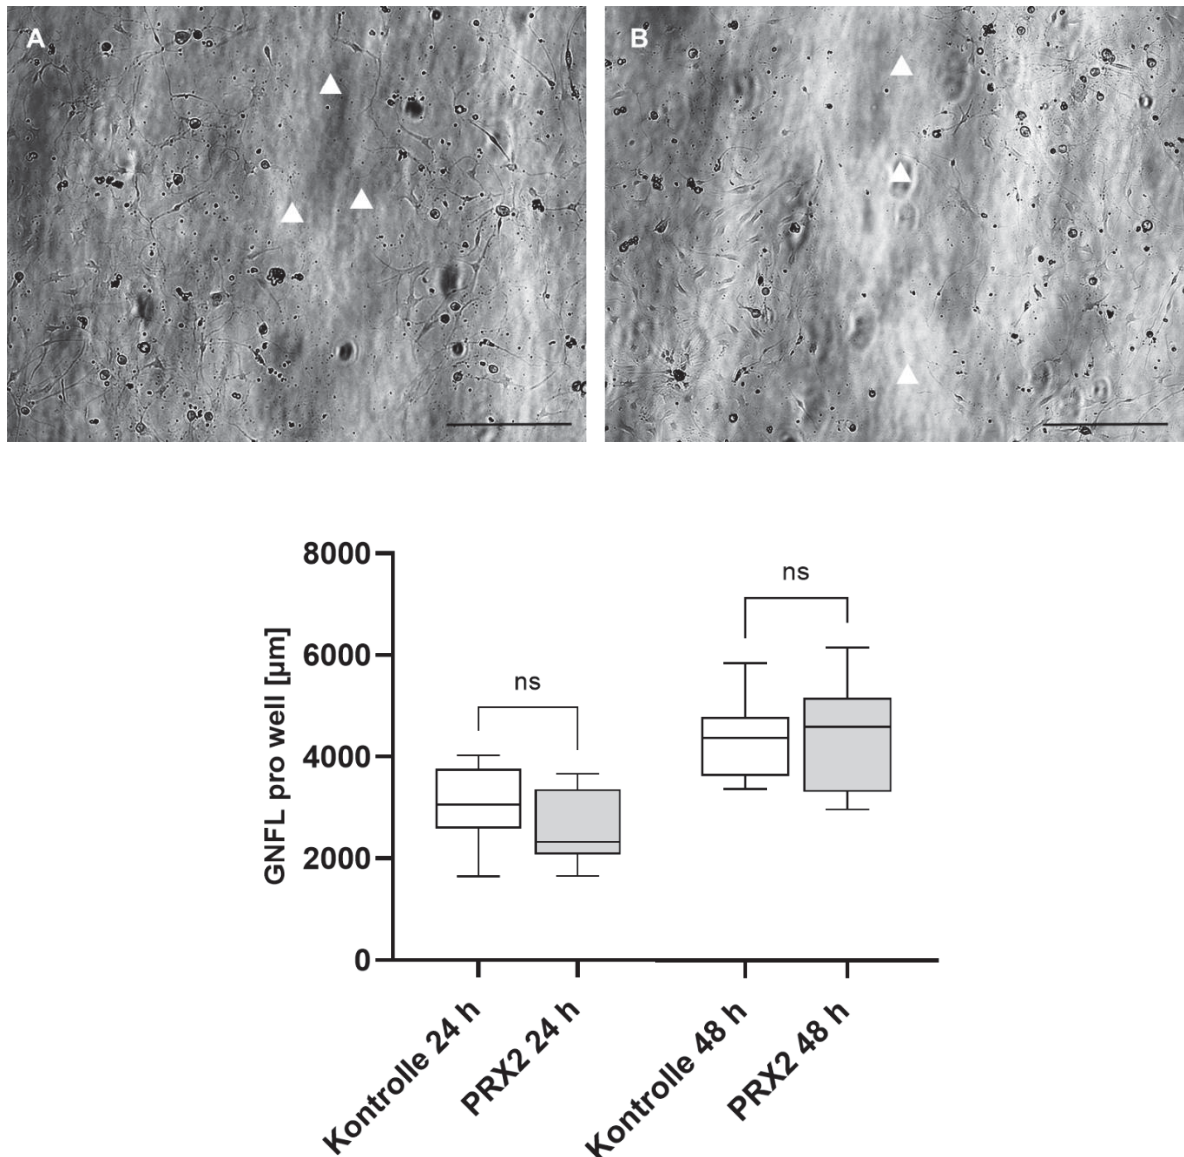 A
B
GNFL pro well [µm]
8000
6000
4000
2000
0
ns
ns
Kontrolle 24 h
PRX2 24 h
Kontrolle 48 h
PRX2 48 h